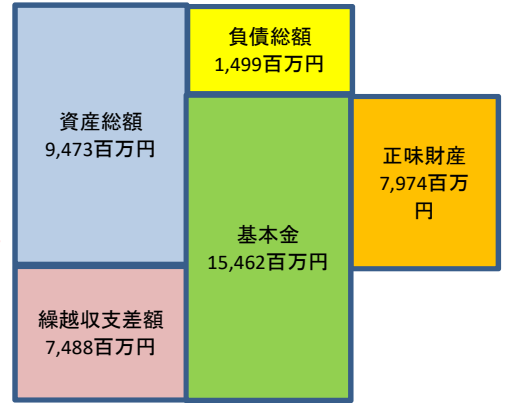 負債総額
1,499百万円
資産総額
9,473百万円
正味財産
7,974百万
円
基本金
15,462百万円
繰越収支差額
7,488百万円